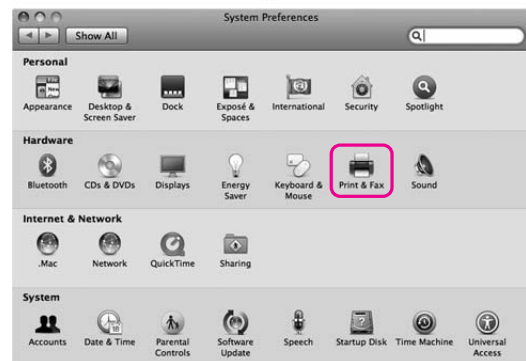 System Preferences
Show All
Personal
Appearance
Desktop &
Screen Saver
Dock
Exposé &
Spaces
International
Security
Spotlight
Hardware
Bluetooth
CDs & DVDs
Displays
Energy
Saver
Keyboard &
Mouse
Print & Fax
Sound
Internet & Network
.Mac
Network
QuickTime
Sharing
System
Accounts
Date & Time
Parental
Controls
Software
Update
Speech
Startup Disk
Time Machine
Universal
Access